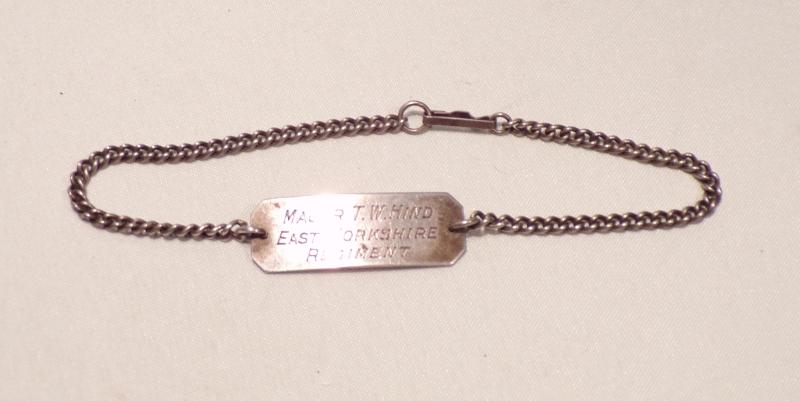 MAJOR T.W. HIND
EAST YORKSHIRE
REGIMENT